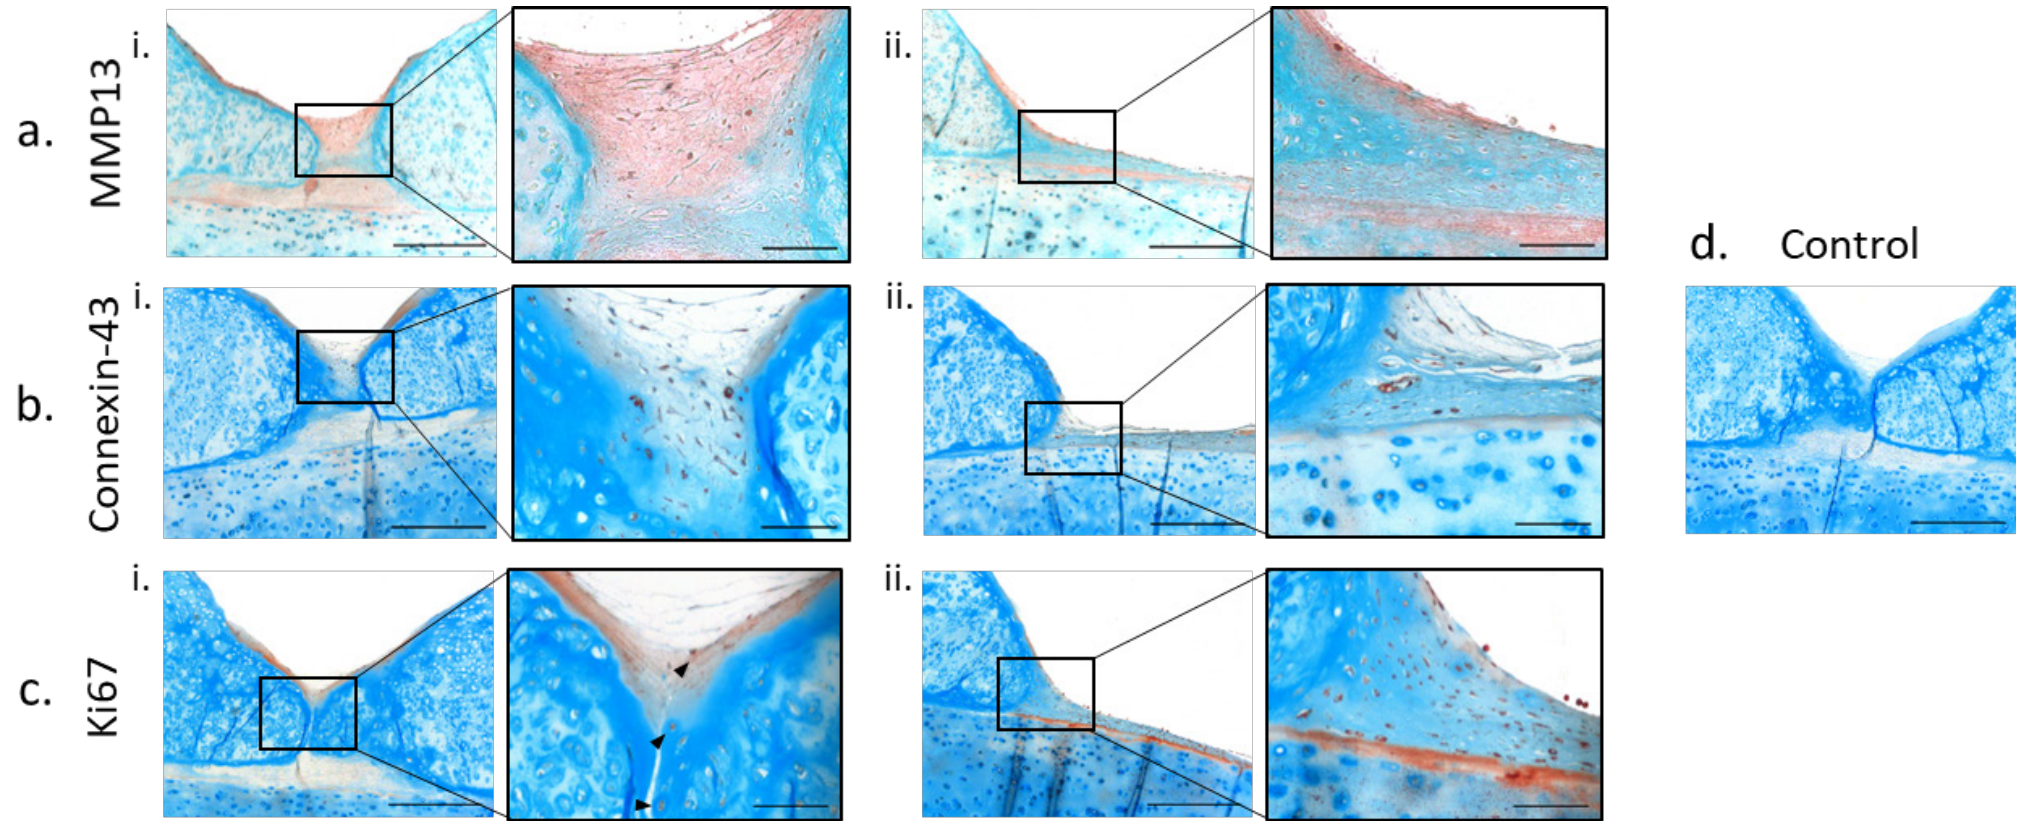 a.
MMP13
i.
ii.
b.
Connexin-43
i.
ii.
c.
Ki67
i.
ii.
d. Control